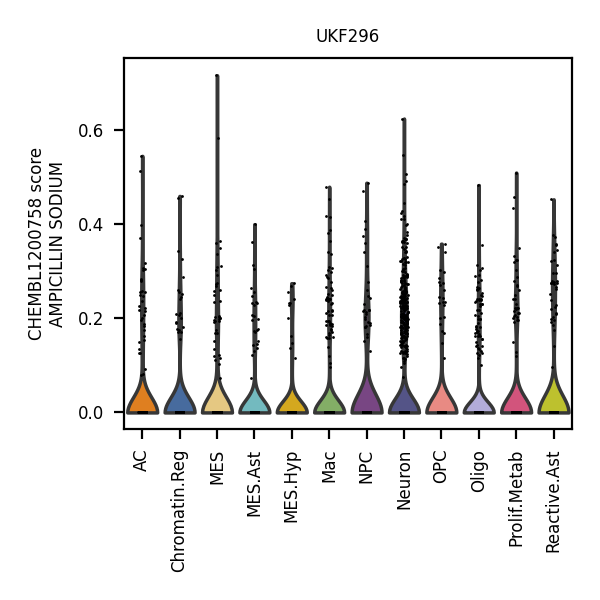 UKF296
CHEMBL1200758 score
AMPICILLIN SODIUM
0.6
0.4
0.2
0.0
AC
Chromatin.Reg
MES
MES.Ast
MES.Hyp
Mac
NPC
Neuron
OPC
Oligo
Prolif.Metab
Reactive.Ast